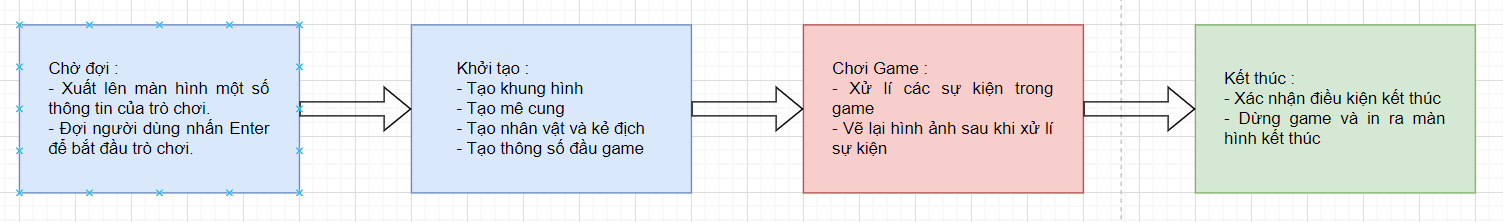 Chờ đợi :
- Xuất lên màn hình một số
thông tin của trò chơi.
- Đợi người dùng nhấn Enter
để bắt đầu trò chơi.
Khởi tạo :
- Tạo khung hình
- Tạo mê cung
- Tạo nhân vật và kẻ địch
- Tạo thông số đầu game
Chơi Game :
- Xử lí các sự kiện trong
game
- Vẽ lại hình ảnh sau khi xử lí
sự kiện
Kết thúc :
- Xác nhận điều kiện kết thúc
- Dừng game và in ra màn
hình kết thúc